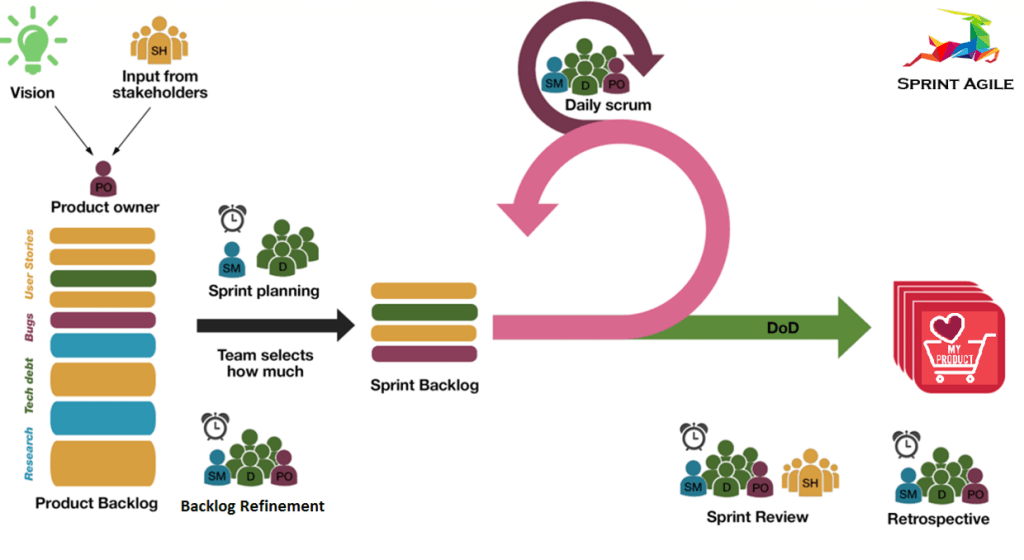 SH
Vision
Input from
stakeholders
PO
Product owner
User Stories
Bugs
Tech debt
Research
Product Backlog
SM
D
Sprint planning
Team selects
how much
SM
D
PO
Backlog Refinement
Sprint Backlog
SM
D
PO
Daily scrum
DoD
SPRINT AGILE
MY
PRODUCT
SM
D
PO
SH
Sprint Review
SM
D
PO
Retrospective